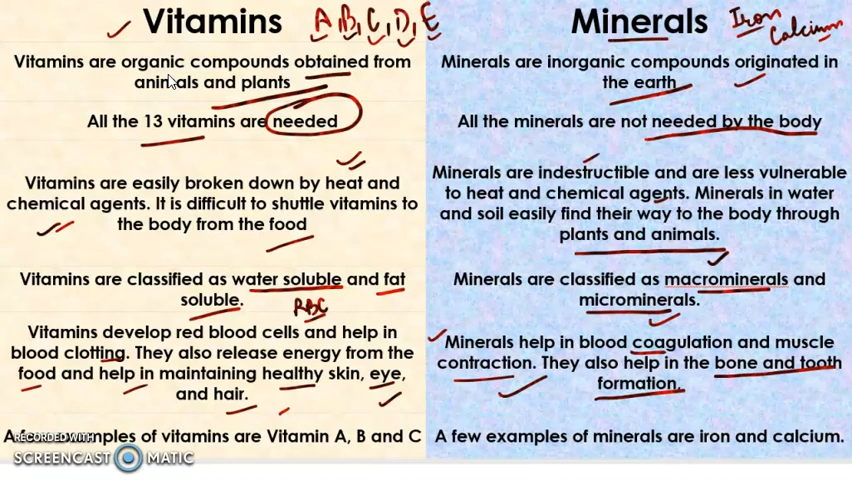 Vitamins A, B, C, D, E
Vitamins are organic compounds obtained from
animals and plants
All the 13 vitamins are needed
Vitamins are easily broken down by heat and
chemical agents. It is difficult to shuttle vitamins to
the body from the food
Vitamins are classified as water soluble and fat
soluble.
RBC
Vitamins develop red blood cells and help in
blood clotting. They also release energy from the
food and help in maintaining healthy skin, eye,
and hair.
A few examples of vitamins are Vitamin A, B and C
Minerals Iron
Calcium
Minerals are inorganic compounds originated in
the earth
All the minerals are not needed by the body
Minerals are indestructible and are less vulnerable
to heat and chemical agents. Minerals in water
and soil easily find their way to the body through
plants and animals.
Minerals are classified as macrominerals and
microminerals.
Minerals help in blood coagulation and muscle
contraction. They also help in the bone and tooth
formation.
A few examples of minerals are iron and calcium.
RECORDED WITH
SCREENCAST MATIC